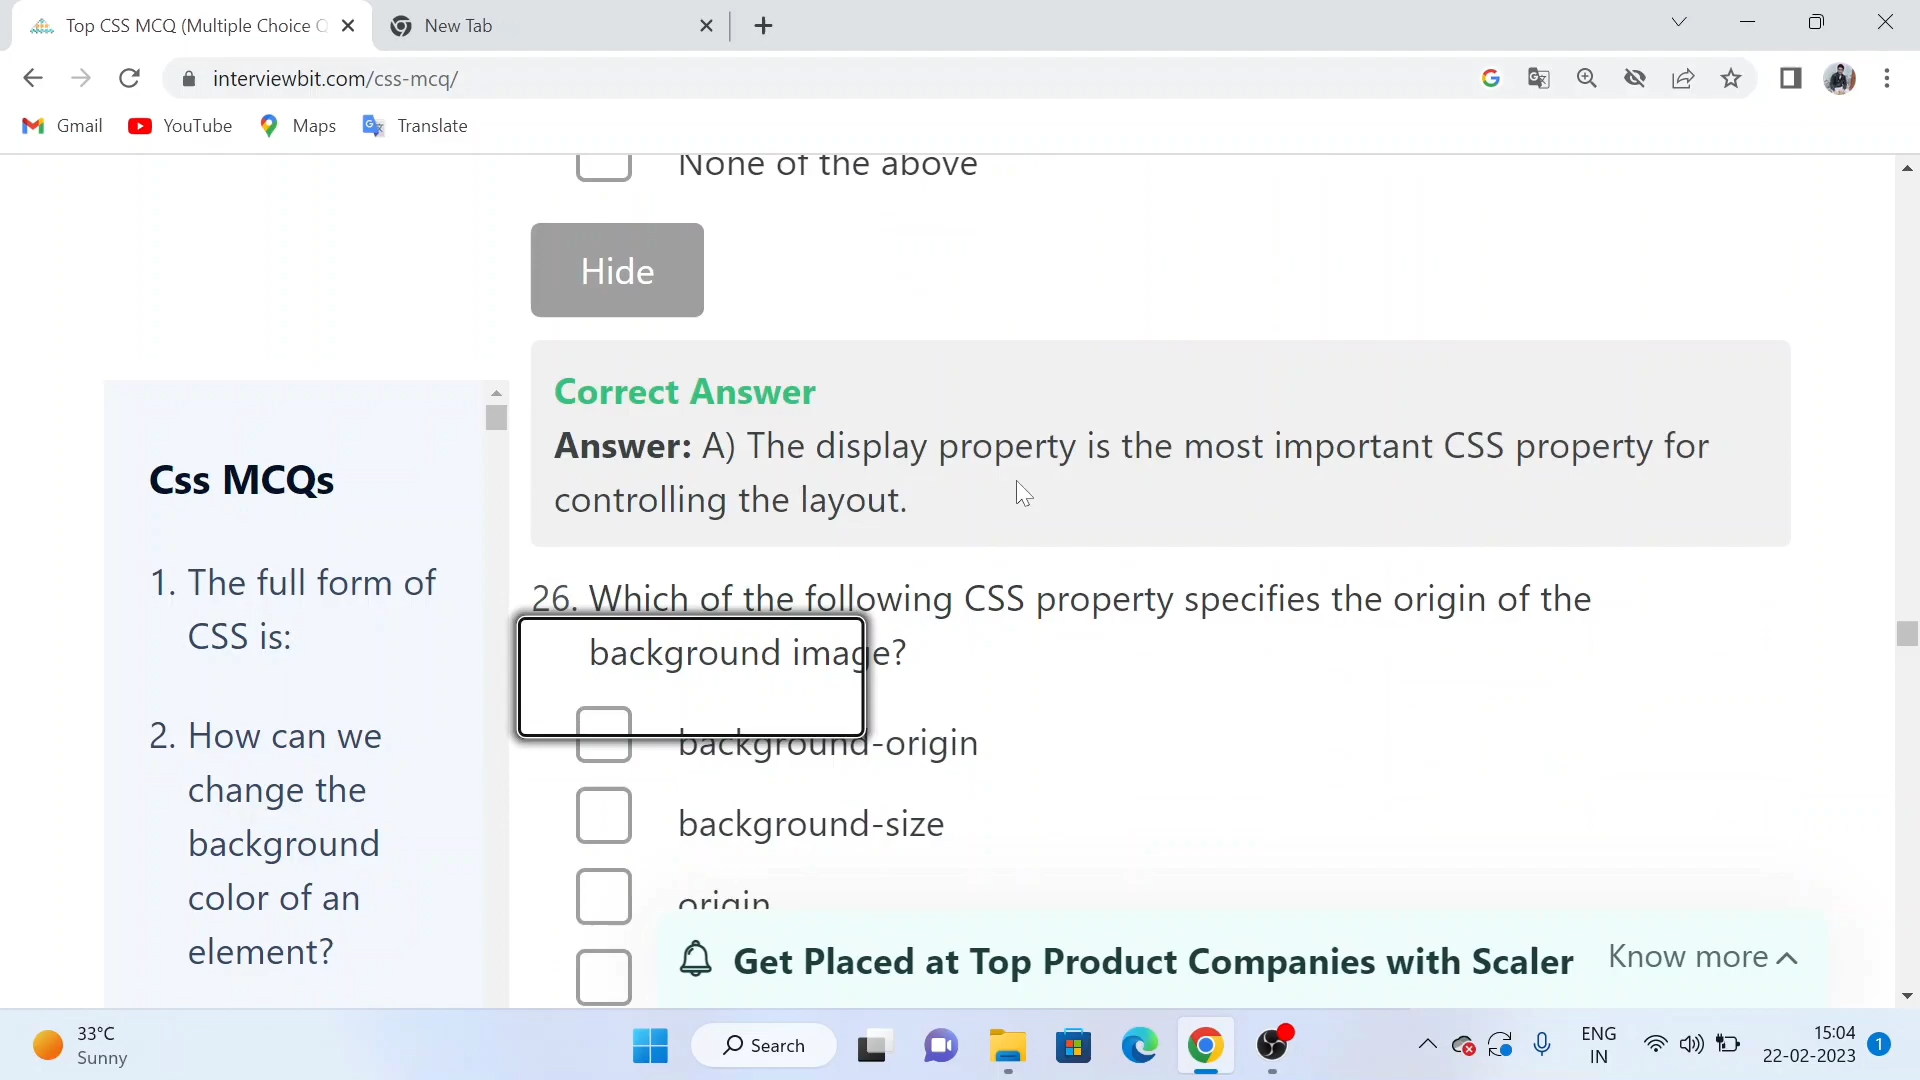 Top CSS MCQ (Multiple Choice Q
New Tab
interviewbit.com/css-mcq/
Gmail
YouTube
Maps
Translate
None of the above
Hide
Correct Answer
Answer: A) The display property is the most important CSS property for
controlling the layout.
Css MCQs
1. The full form of
CSS is:
2. How can we
change the
background
color of an
element?
26. Which of the following CSS property specifies the origin of the
background image?
background-origin
background-size
origin
Get Placed at Top Product Companies with Scaler
Know more
33°C
Sunny
Search
ENG
IN
15:04
22-02-2023
1